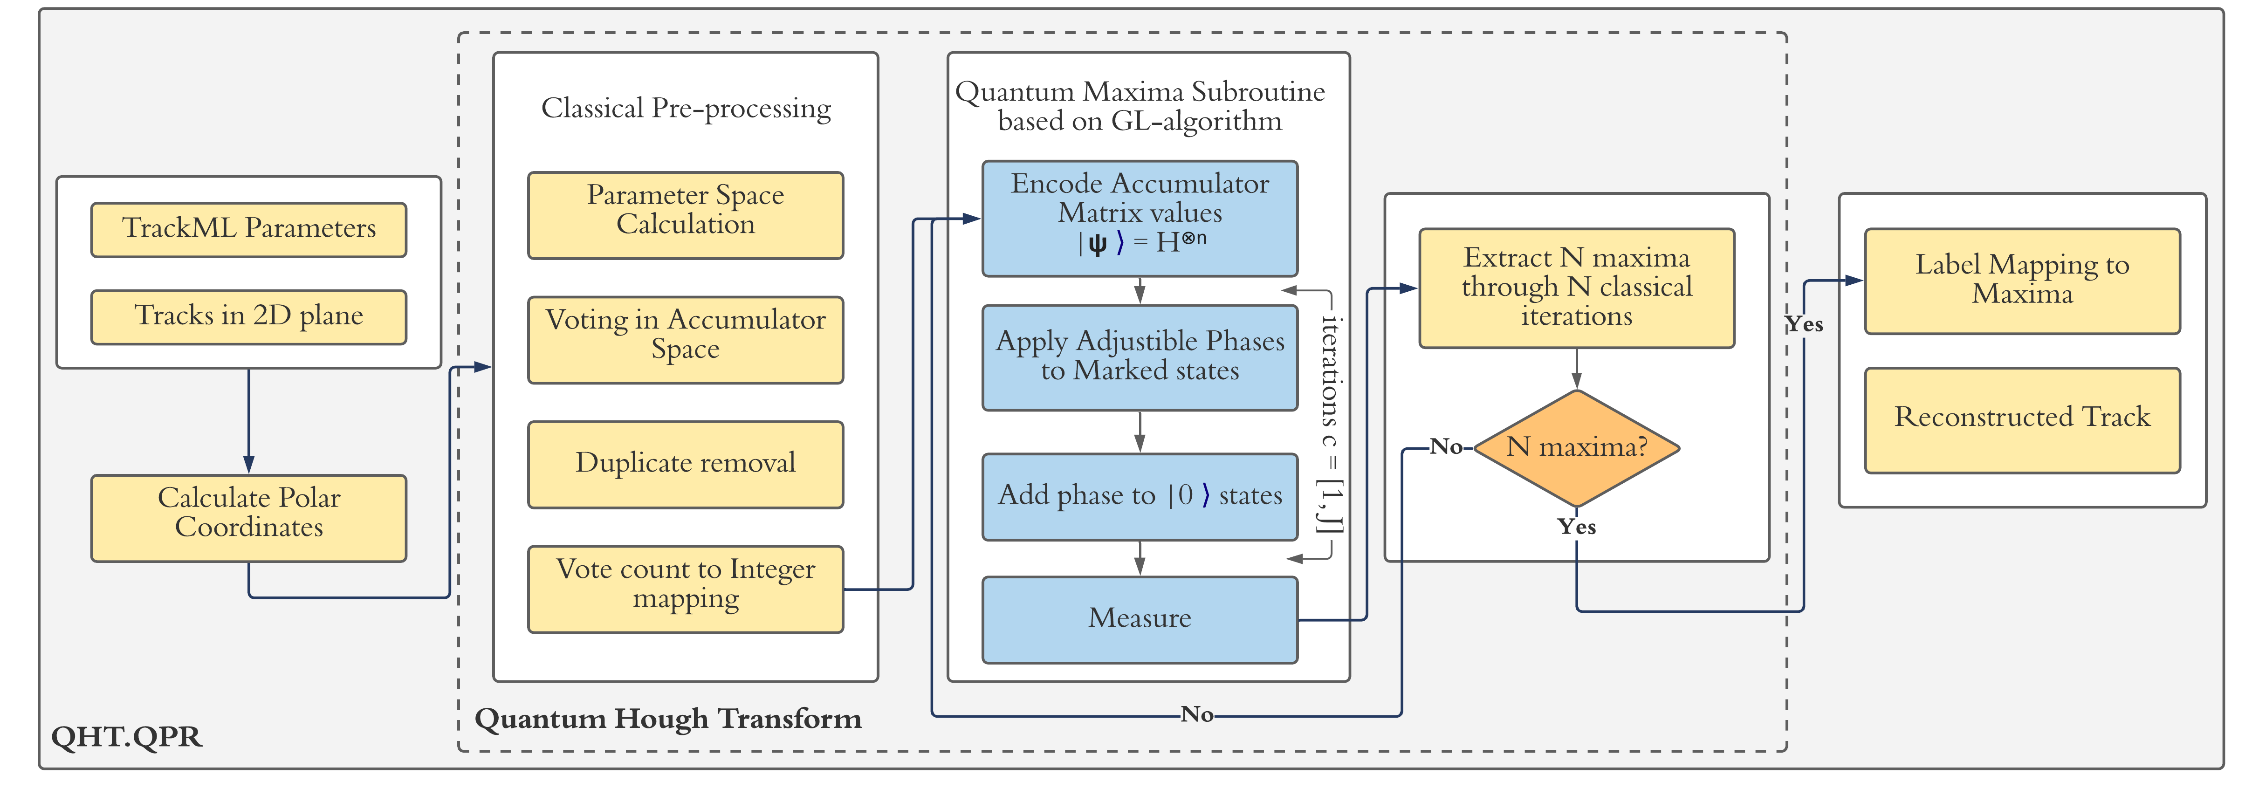 TrackML Parameters
Tracks in 2D plane
Calculate Polar
Coordinates
QHT.QPR
Classical Pre-processing
Parameter Space
Calculation
Voting in Accumulator
Space
Duplicate removal
Vote count to Integer
mapping
Quantum Hough Transform
Quantum Maxima Subroutine
based on GL-algorithm
Encode Accumulator
Matrix values
|ψ ⟩ = H⊗n
Apply Adjustible Phases
to Marked states
Add phase to |0 ⟩ states
Measure
iterations c = [1, J]
No
Extract N maxima
through N classical
iterations
N maxima?
No
Yes
Yes
Label Mapping to
Maxima
Reconstructed Track